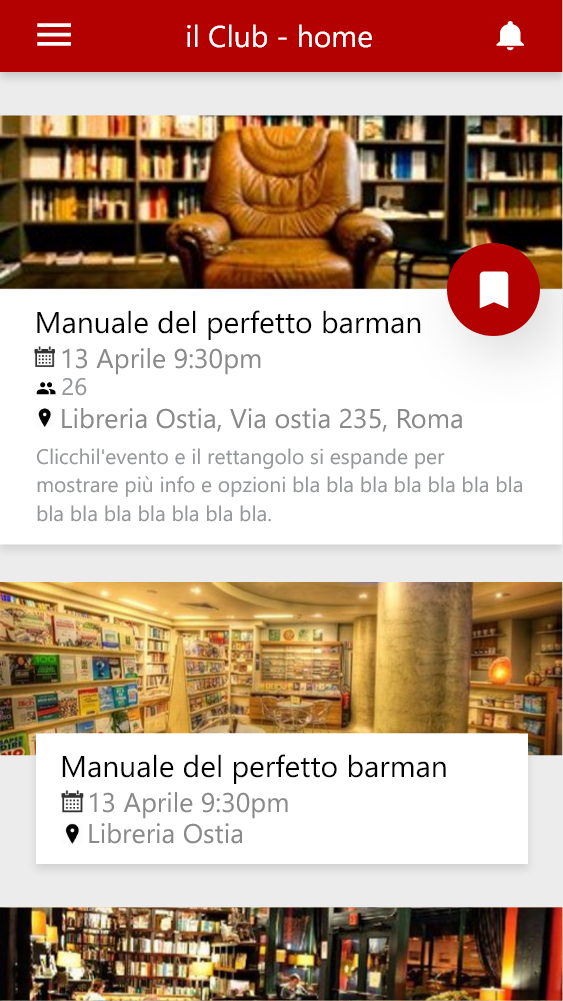 il Club - home
Manuale del perfetto barman
13 Aprile 9:30pm
26
Libreria Ostia, Via ostia 235, Roma
Clicchil'evento e il rettangolo si espande per
mostrare più info e opzioni bla bla bla bla bla bla bla
bla bla bla bla bla bla bla.
Manuale del perfetto barman
13 Aprile 9:30pm
Libreria Ostia